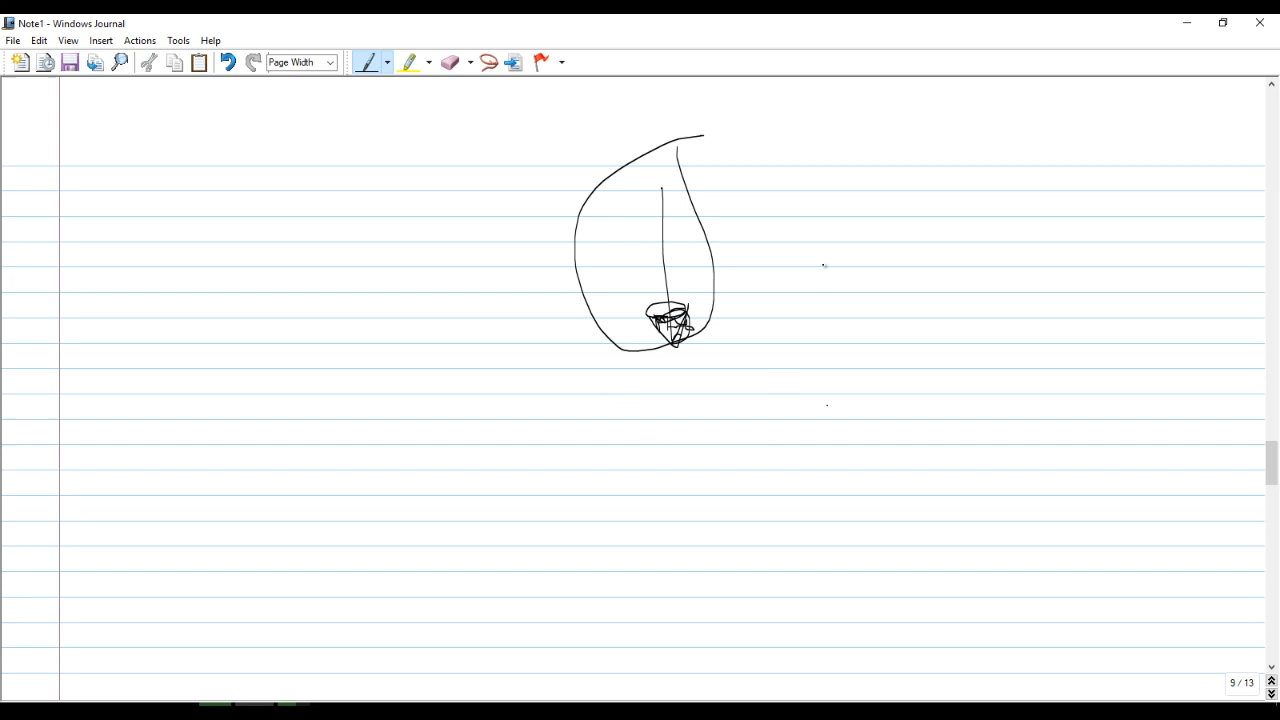 Note1 - Windows Journal
File Edit View Insert Actions Tools Help
Page Width
9 / 13